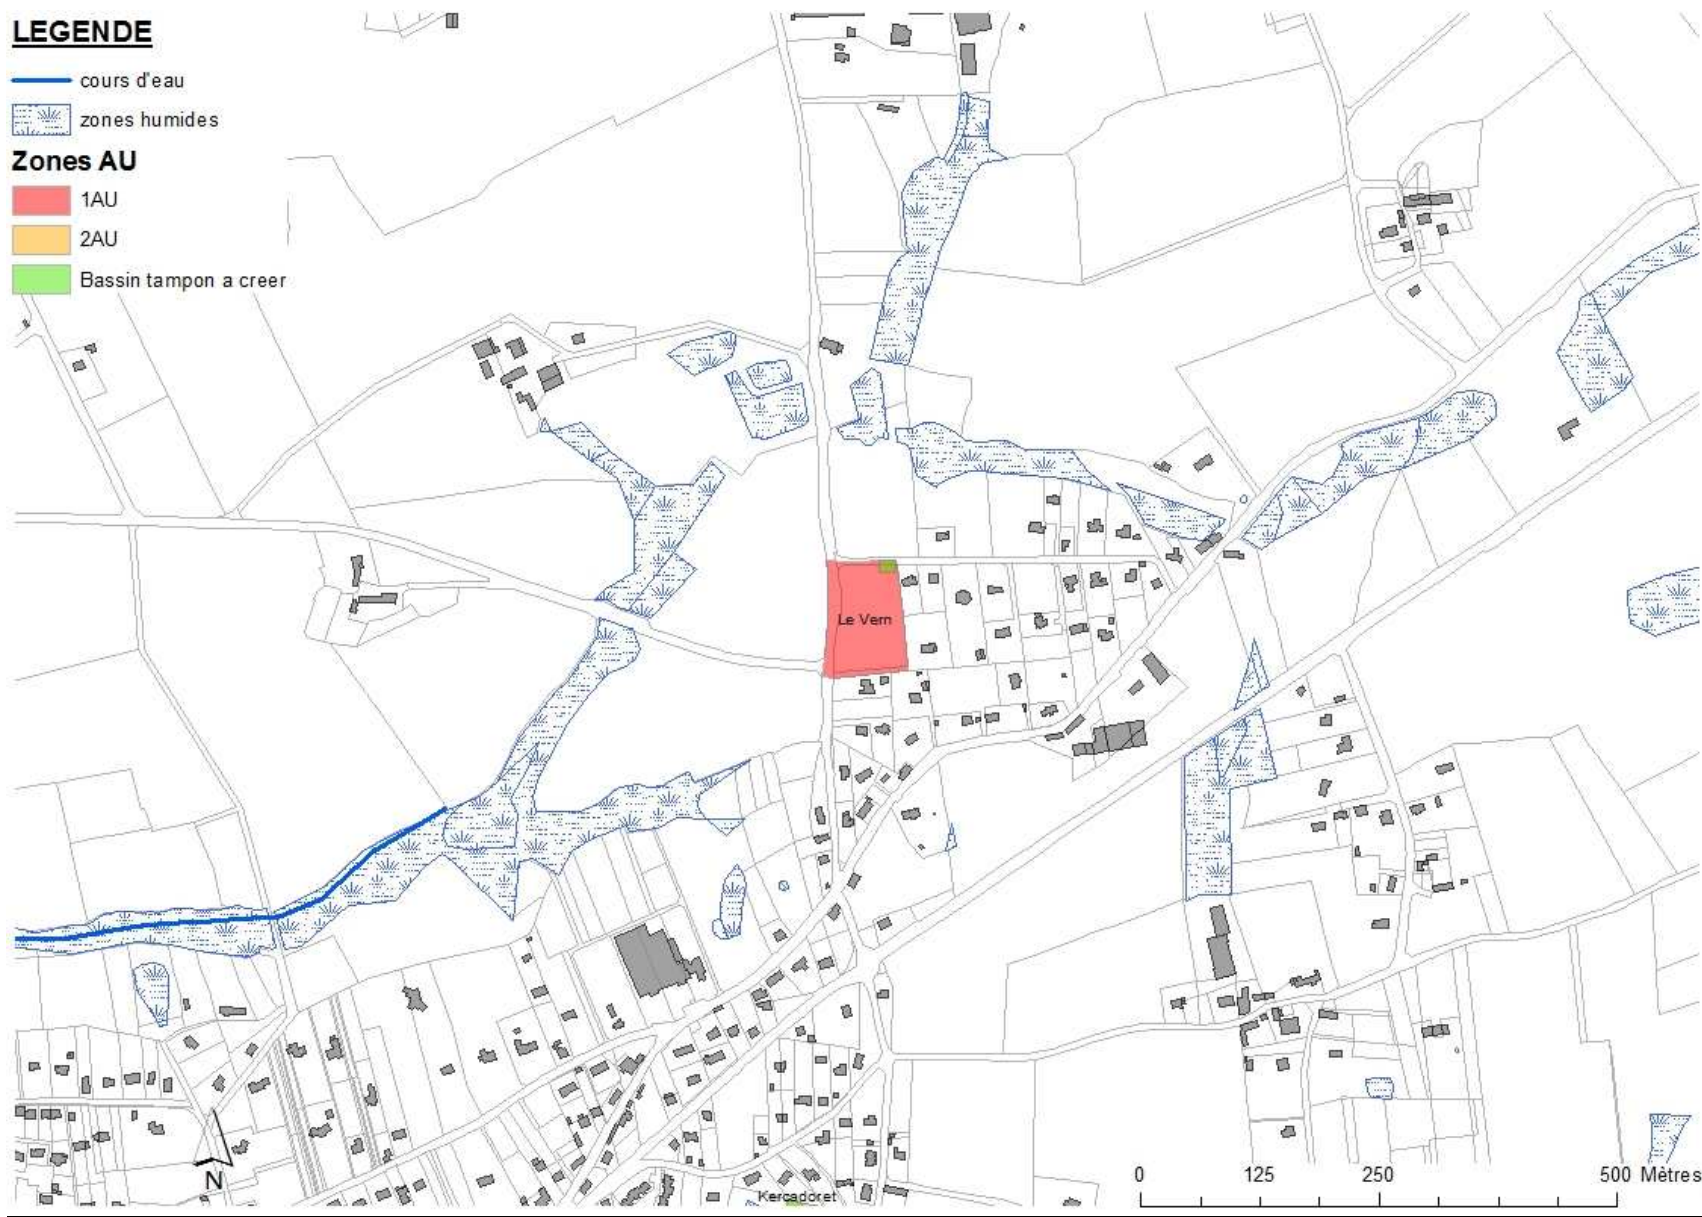 LEGENDE
cours d'eau
zones humides
Zones AU
1AU
2AU
Bassin tampon a creer
Le Vern
Kercadoret
N
0 125 250 500 Mètres